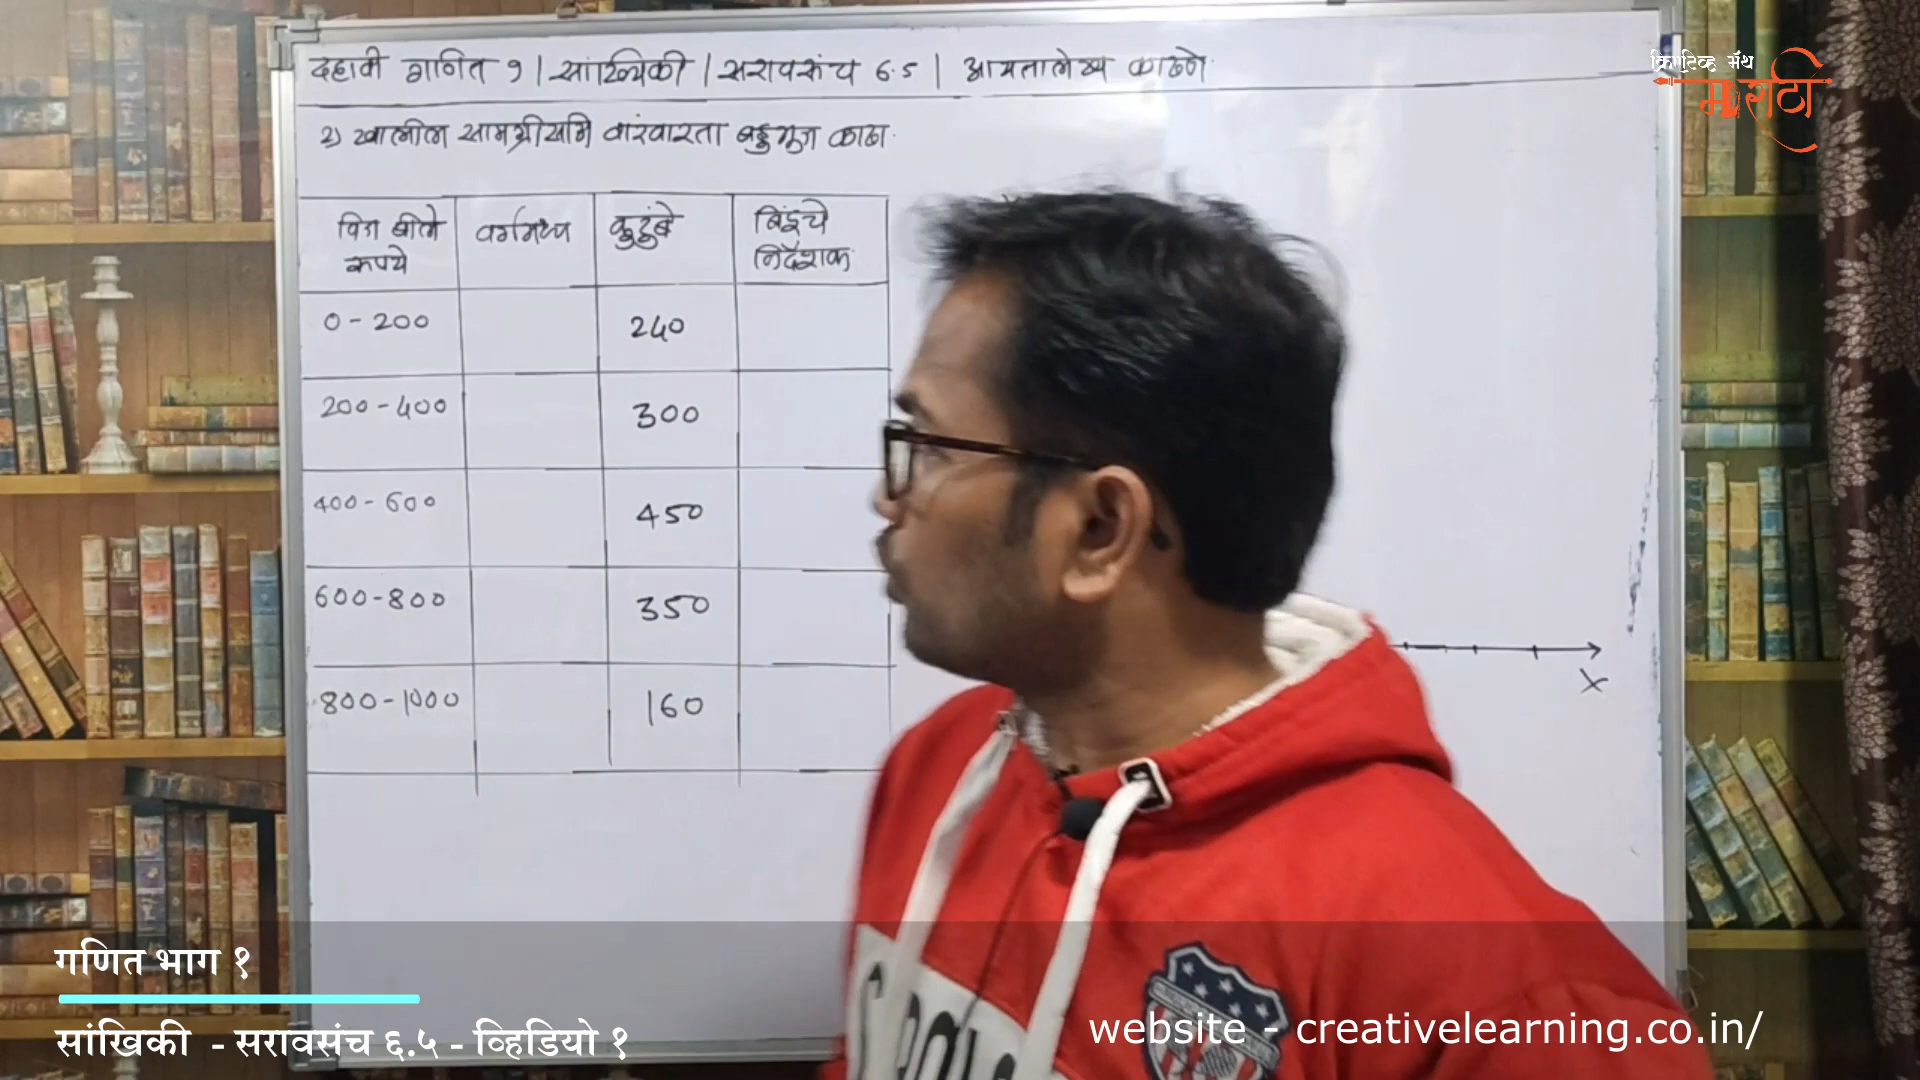 दहावी गणित १ | सांख्यिकी | सरावसंच 6.5 | आयतालेख काढणे
क्रिएटिव्ह मॅथ
मराठी
२) खालील सामग्रीसाठी वारंवारता बहुभुज काढा.
विज बीले रुपये वर्गमध्य कुटुंबे बिंदूंचे निर्देशक
0-200 240
200-400 300
400-600 450
600-800 350
800-1000 160
X
गणित भाग १
सांखिकी - सरावसंच ६.५ - व्हिडियो १
website - creativelearning.co.in/